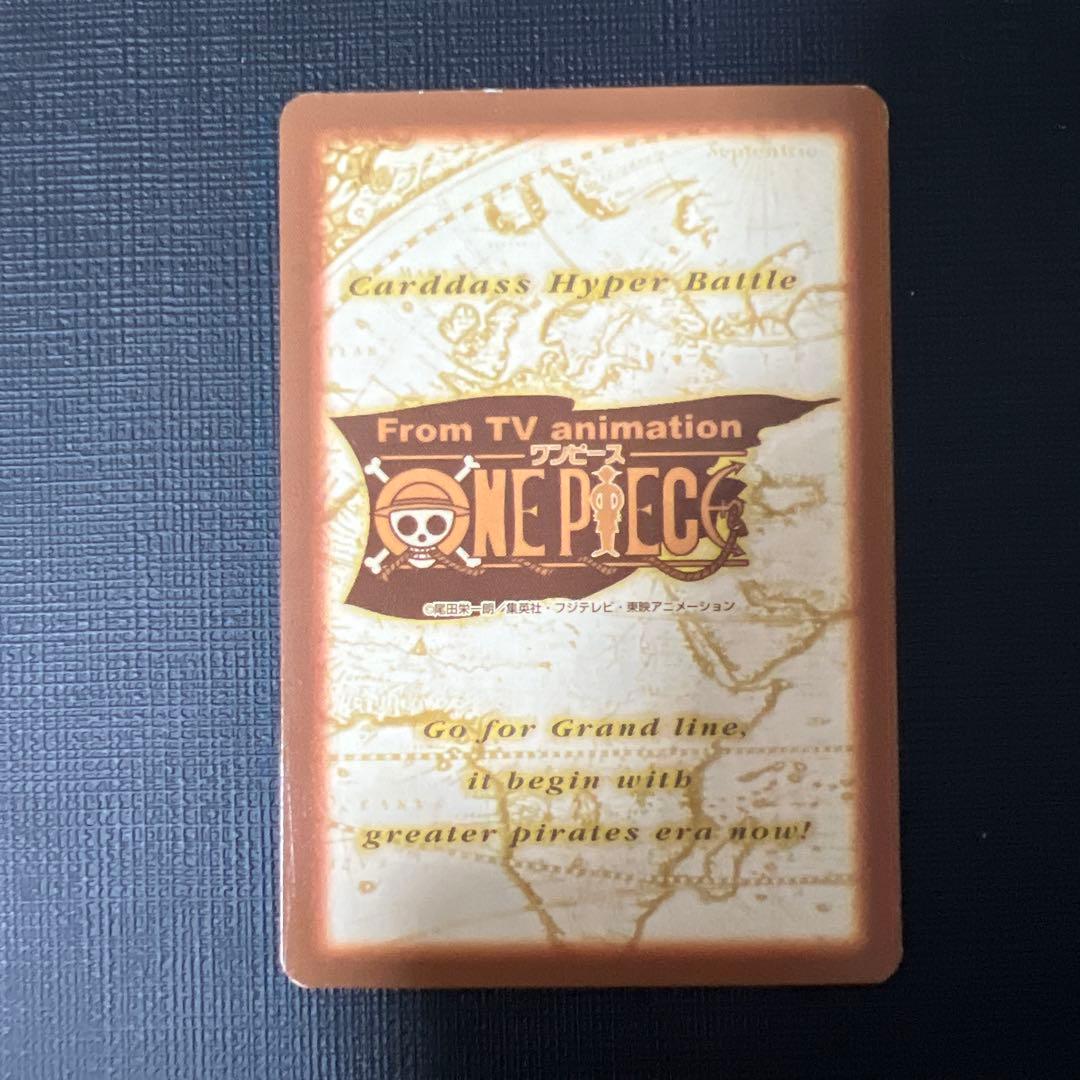 Septentrio
Carddass Hyper Battle
From TV animation
ワンピース
ONE PIECE
©尾田栄一朗／集英社・フジテレビ・東映アニメーション
Go for Grand line,
it begin with
greater pirates era now!